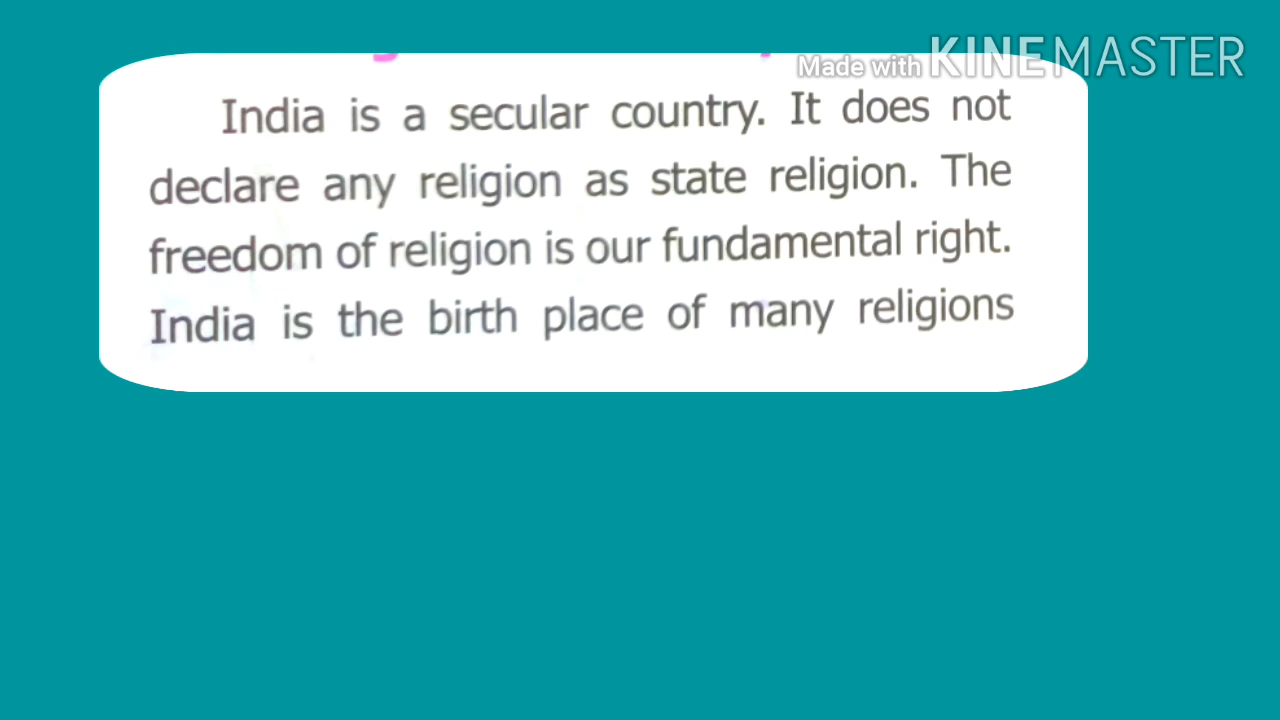 Made with KINEMASTER
India is a secular country. It does not
declare any religion as state religion. The
freedom of religion is our fundamental right.
India is the birth place of many religions